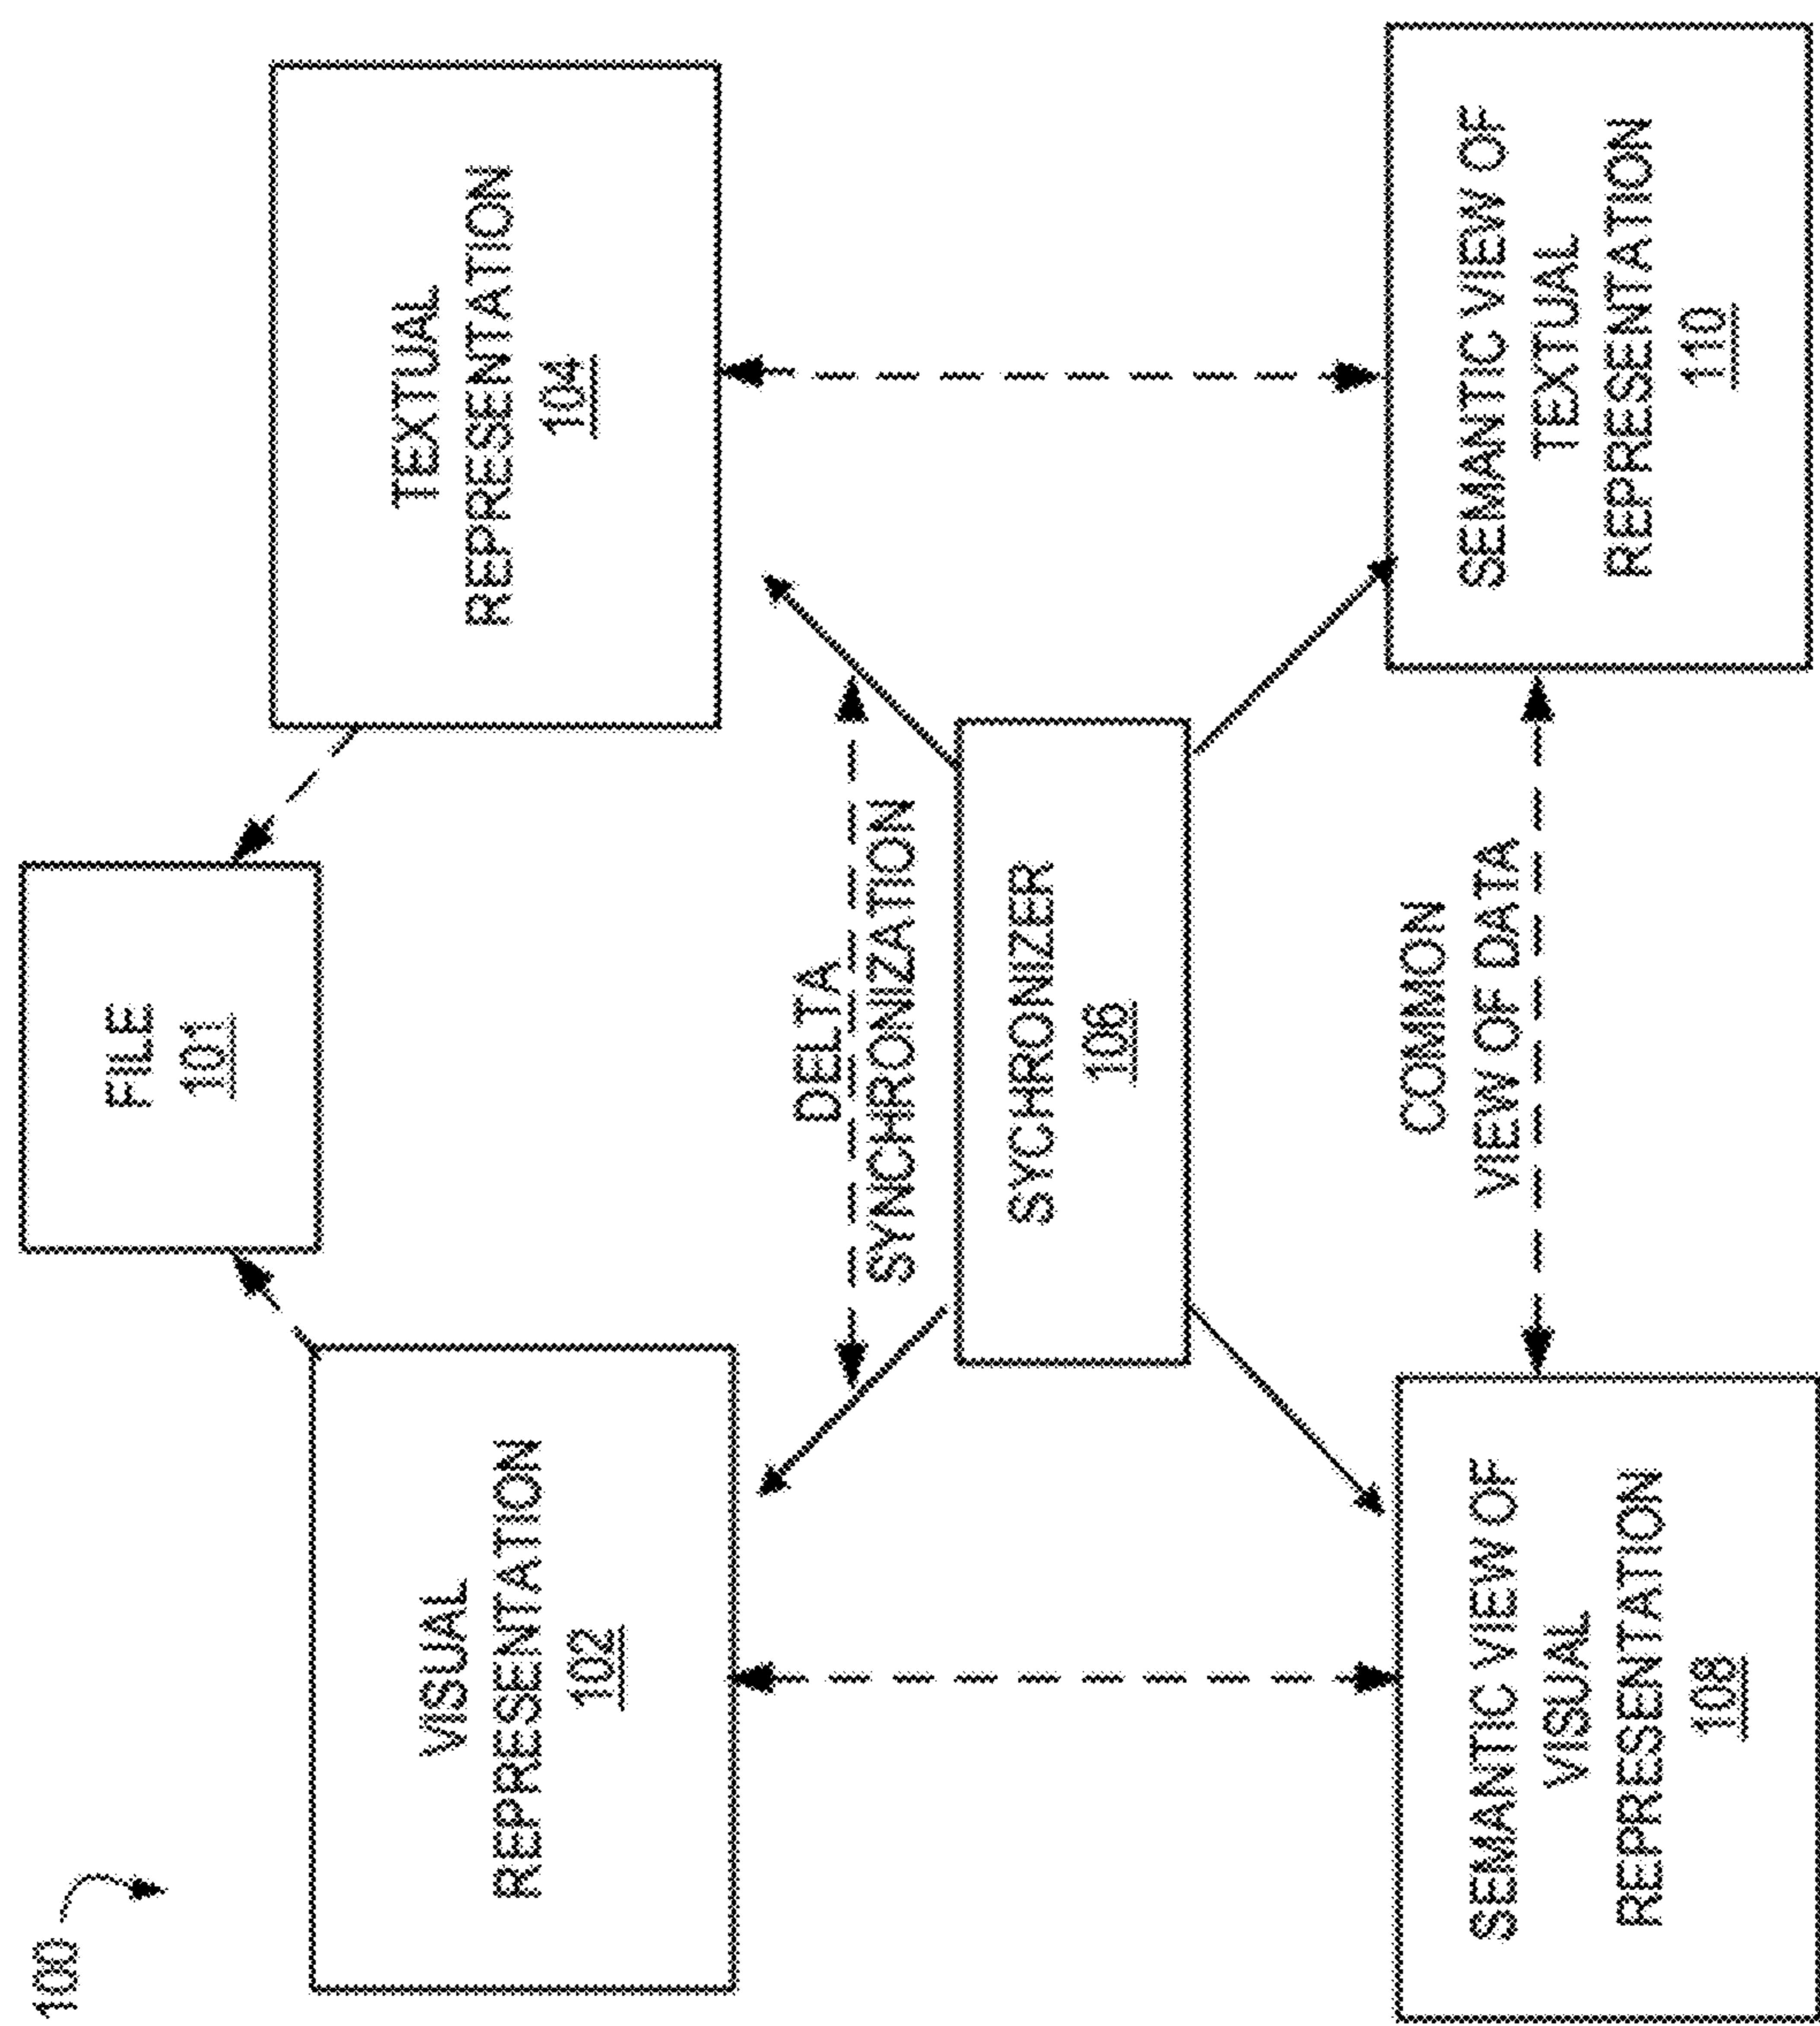 100
FILE
101
VISUAL
REPRESENTATION
102
TEXTUAL
REPRESENTATION
104
DELTA
SYNCHRONIZATION
SYCHRONIZER
106
COMMON
VIEW OF DATA
SEMANTIC VIEW OF
VISUAL
REPRESENTATION
108
SEMANTIC VIEW OF
TEXTUAL
REPRESENTATION
110